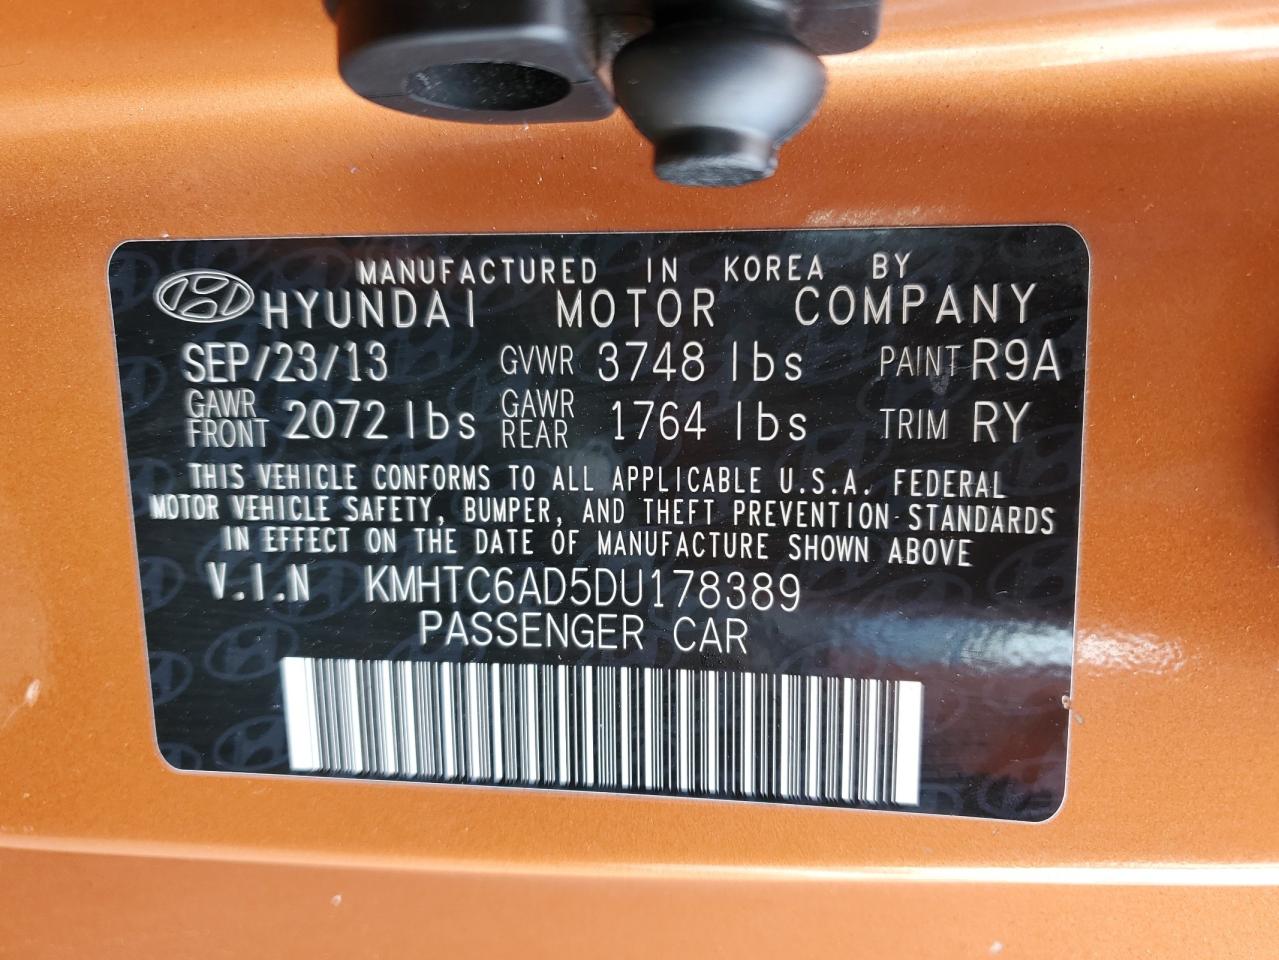 MANUFACTURED IN KOREA BY
HYUNDAI MOTOR COMPANY
SEP/23/13 GVWR 3748 lbs PAINT R9A
GAWR FRONT 2072 lbs GAWR REAR 1764 lbs TRIM RY
THIS VEHICLE CONFORMS TO ALL APPLICABLE U.S.A. FEDERAL
MOTOR VEHICLE SAFETY, BUMPER, AND THEFT PREVENTION STANDARDS
IN EFFECT ON THE DATE OF MANUFACTURE SHOWN ABOVE
V.I.N KMHTC6AD5DU178389
PASSENGER CAR